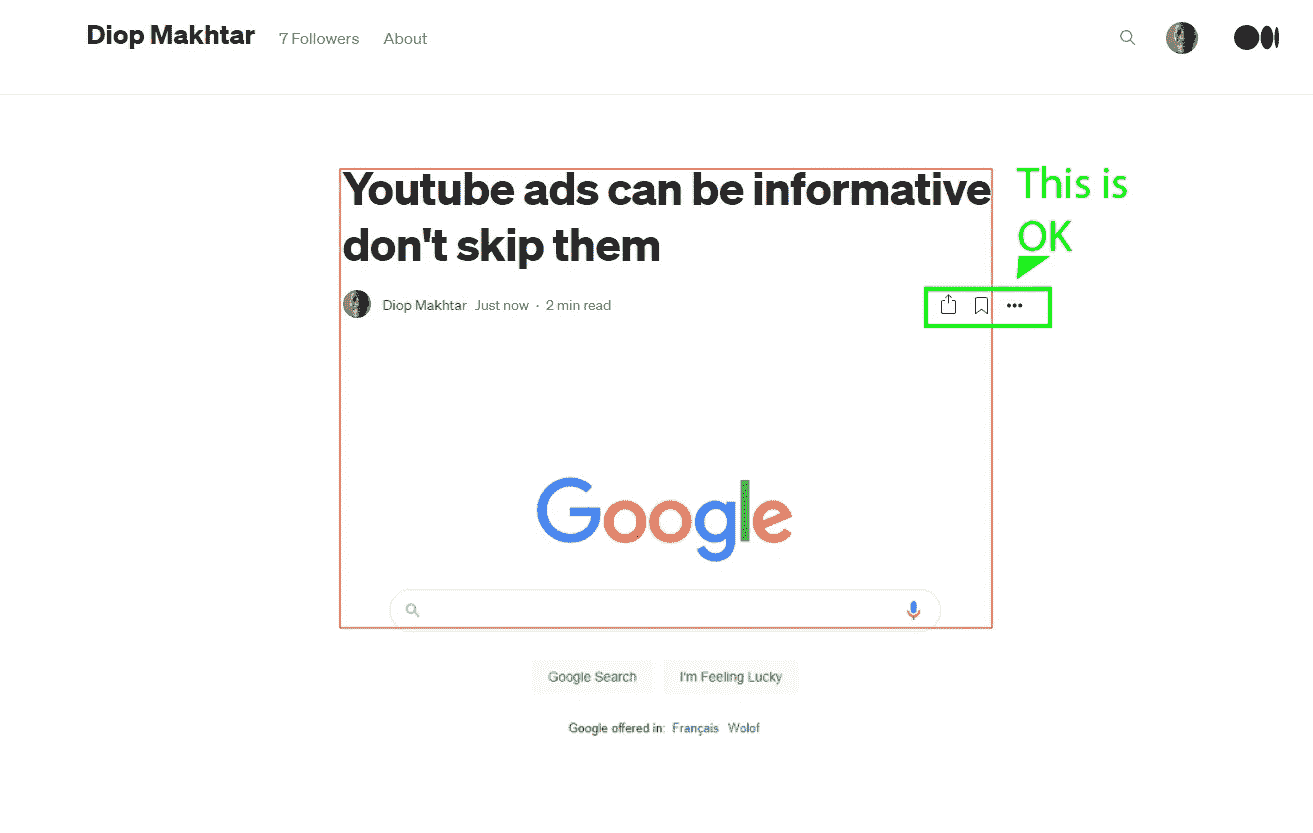 Diop Makhtar 7 Followers About
Youtube ads can be informative
don't skip them
This is
OK
Diop Makhtar Just now · 2 min read
Google
Google Search I'm Feeling Lucky
Google offered in: Français Wolof